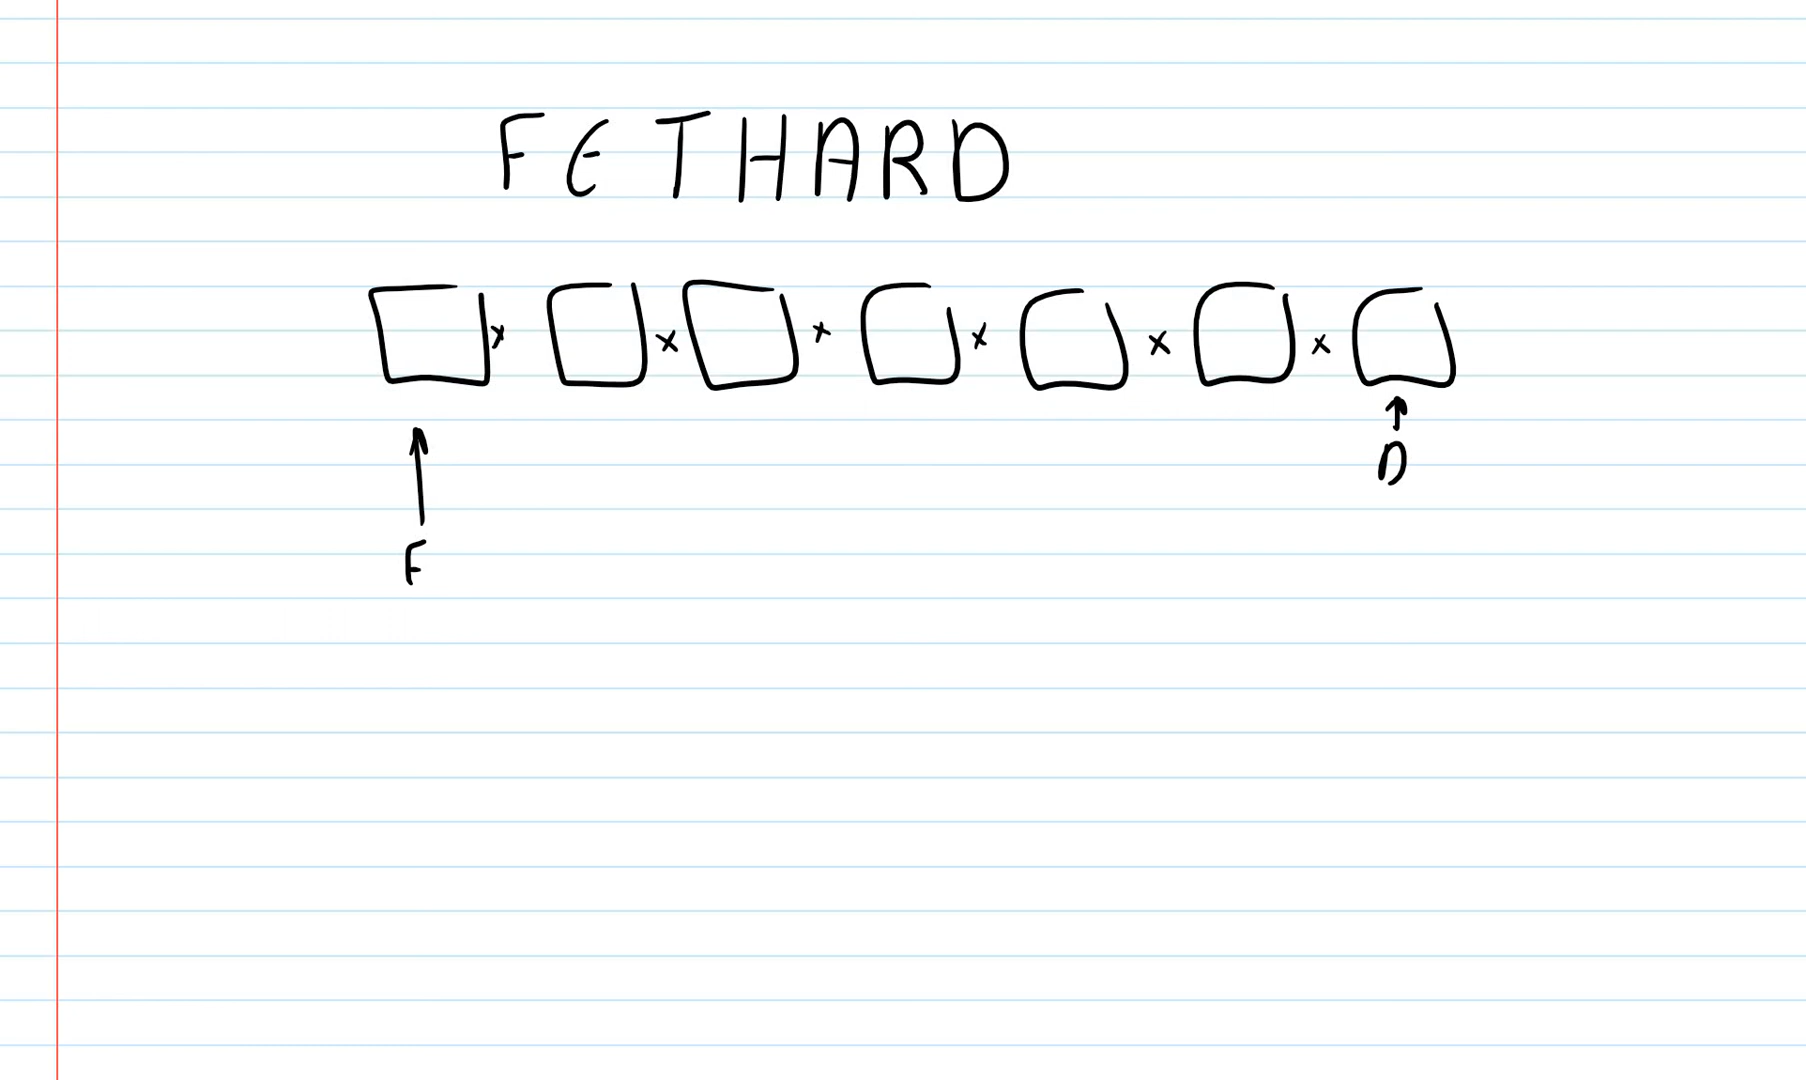 FETHARD
□ × □ × □ × □ × □ × □ × □
↑ ↑
D
F